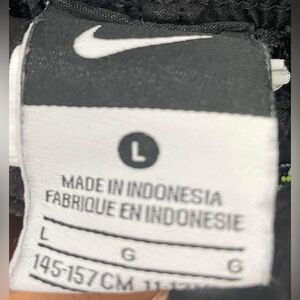 L
MADE IN INDONESIA
FABRIQUE EN INDONESIE
L G G
145-157 CM